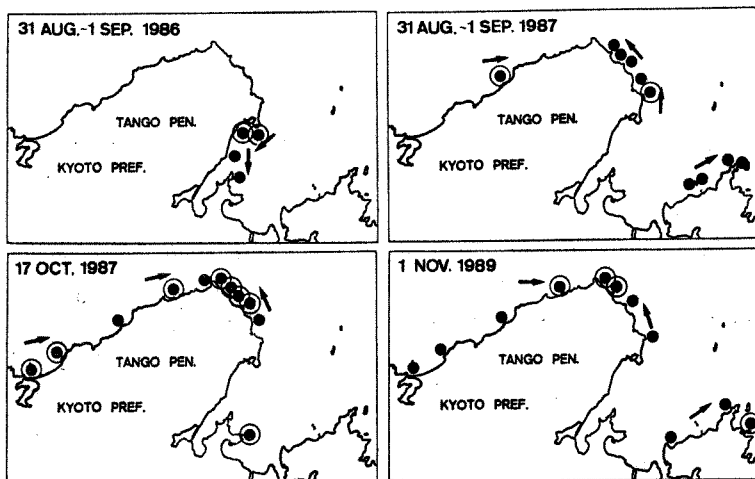 31 AUG.~1 SEP. 1986
TANGO PEN.
KYOTO PREF.
31 AUG.~1 SEP. 1987
TANGO PEN.
KYOTO PREF.
17 OCT. 1987
TANGO PEN.
KYOTO PREF.
1 NOV. 1989
TANGO PEN.
KYOTO PREF.